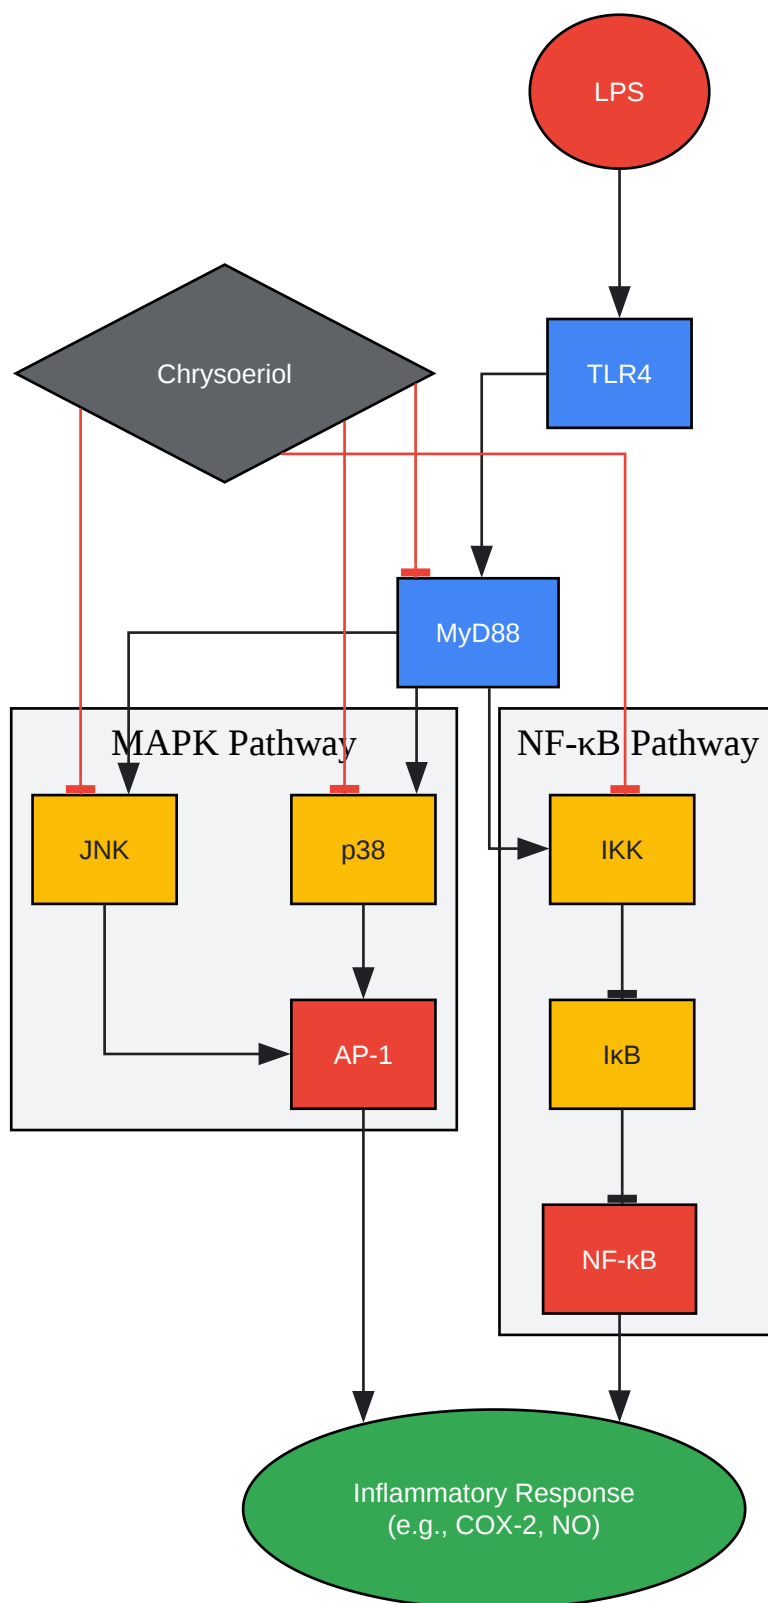 LPS
Chrysoeriol
TLR4
MyD88
MAPK Pathway
NF-κB Pathway
JNK
p38
IKK
AP-1
IκB
NF-κB
Inflammatory Response
(e.g., COX-2, NO)